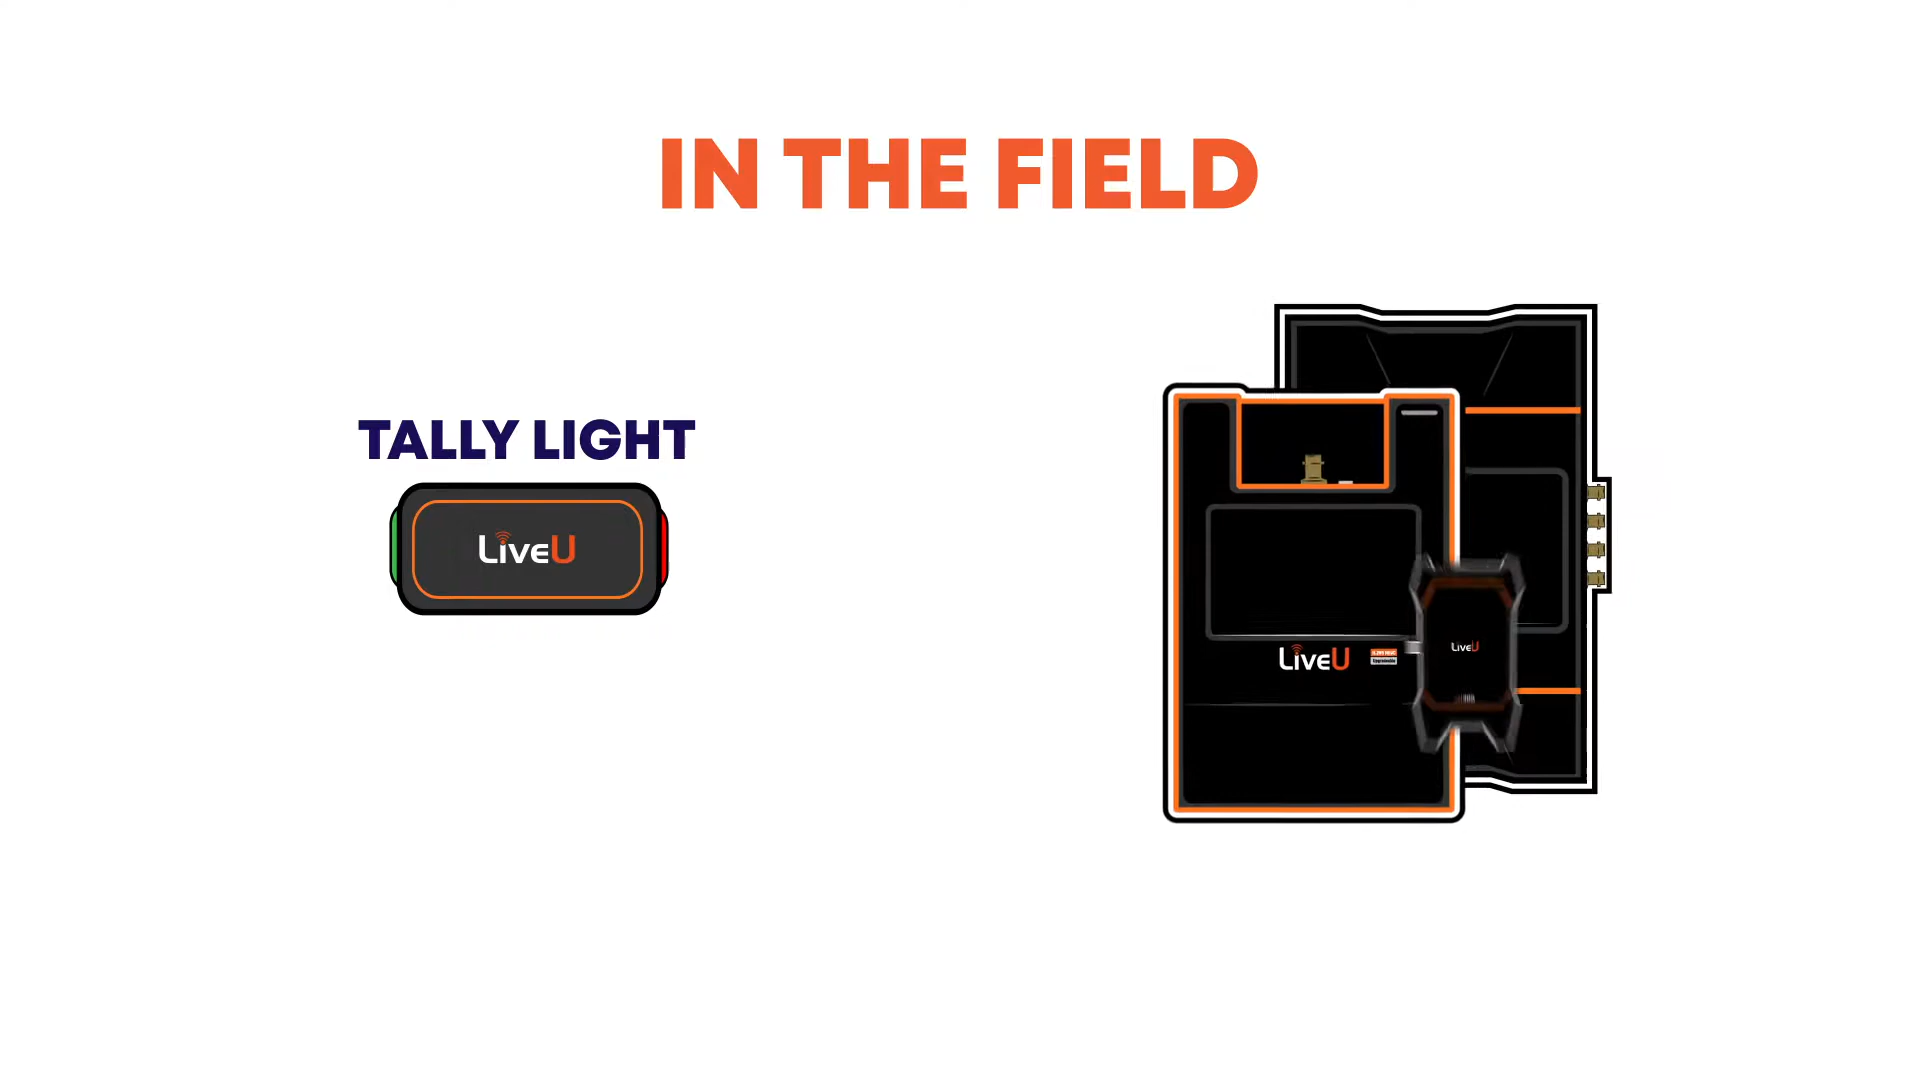 IN THE FIELD
TALLY LIGHT
LiveU
LiveU
LiveU